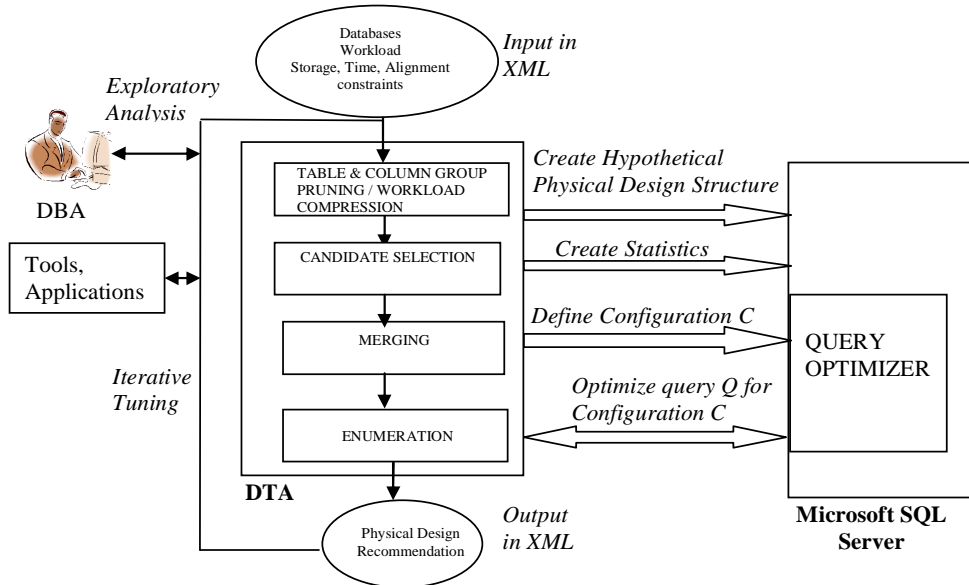 Databases
Workload
Storage, Time, Alignment
constraints
Input in
XML
Exploratory
Analysis
DBA
Tools,
Applications
Iterative
Tuning
TABLE & COLUMN GROUP
PRUNING / WORKLOAD
COMPRESSION
CANDIDATE SELECTION
MERGING
ENUMERATION
DTA
Physical Design
Recommendation
Output
in XML
Create Hypothetical
Physical Design Structure
Create Statistics
Define Configuration C
Optimize query Q for
Configuration C
QUERY
OPTIMIZER
Microsoft SQL
Server